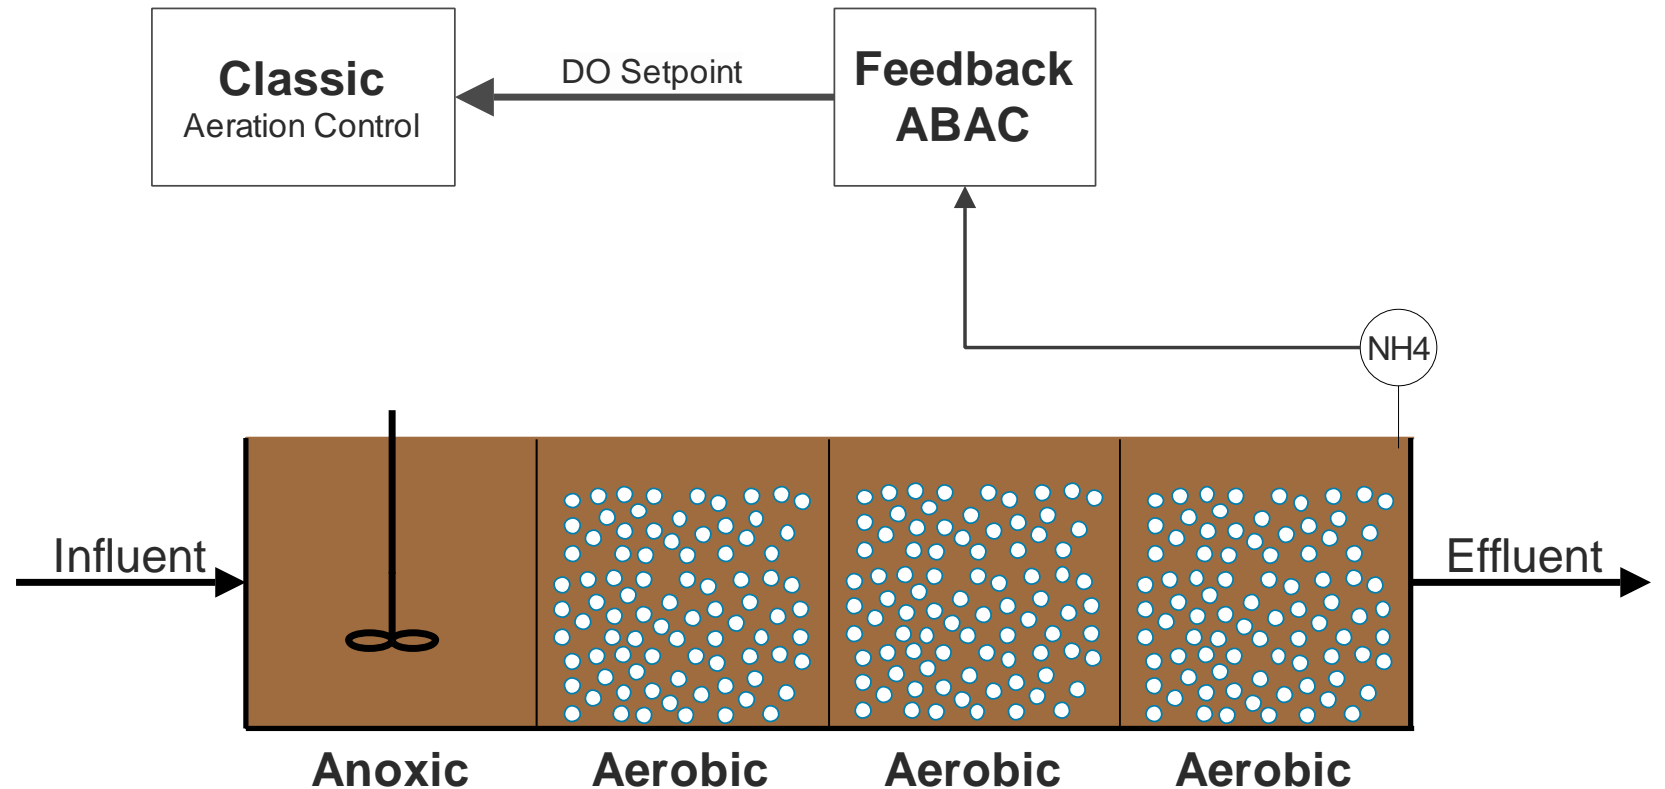 Classic
Aeration Control
DO Setpoint
Feedback
ABAC
NH4
Influent
Effluent
Anoxic
Aerobic
Aerobic
Aerobic